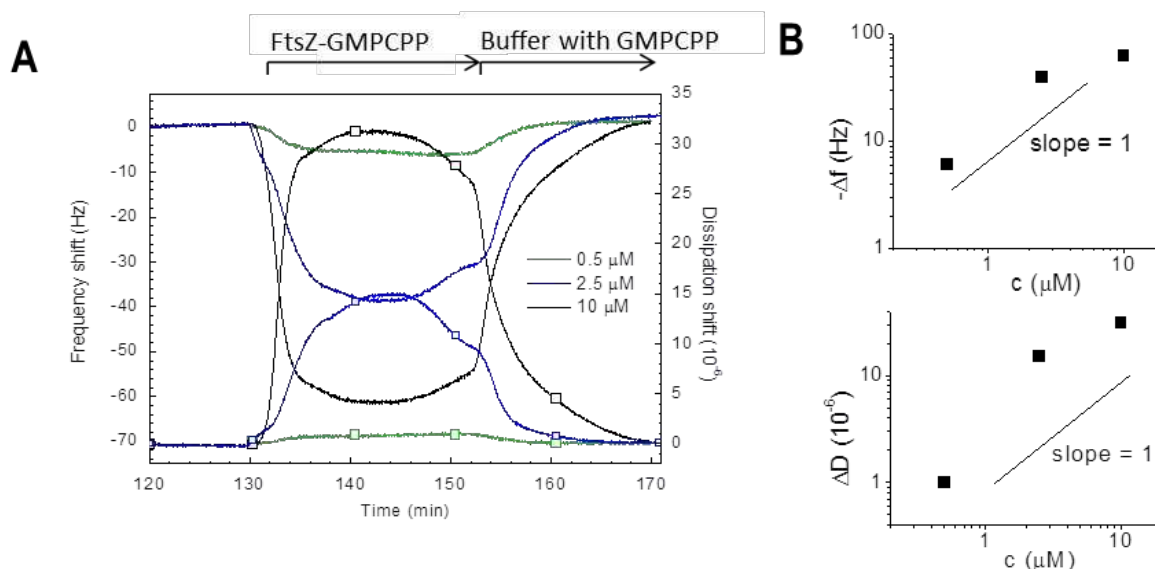 A
FtsZ-GMPCPP
Buffer with GMPCPP
Frequency shift (Hz)
0
-10
-20
-30
-40
-50
-60
-70
0.5 μM
2.5 μM
10 μM
35
30
25
20
15
10
5
0
Dissipation shift (10⁻⁶)
120
130
140
150
160
170
Time (min)
B
-Δf (Hz)
100
10
1
slope = 1
1
10
c (μM)
ΔD (10⁻⁶)
10
1
slope = 1
1
10
c (μM)